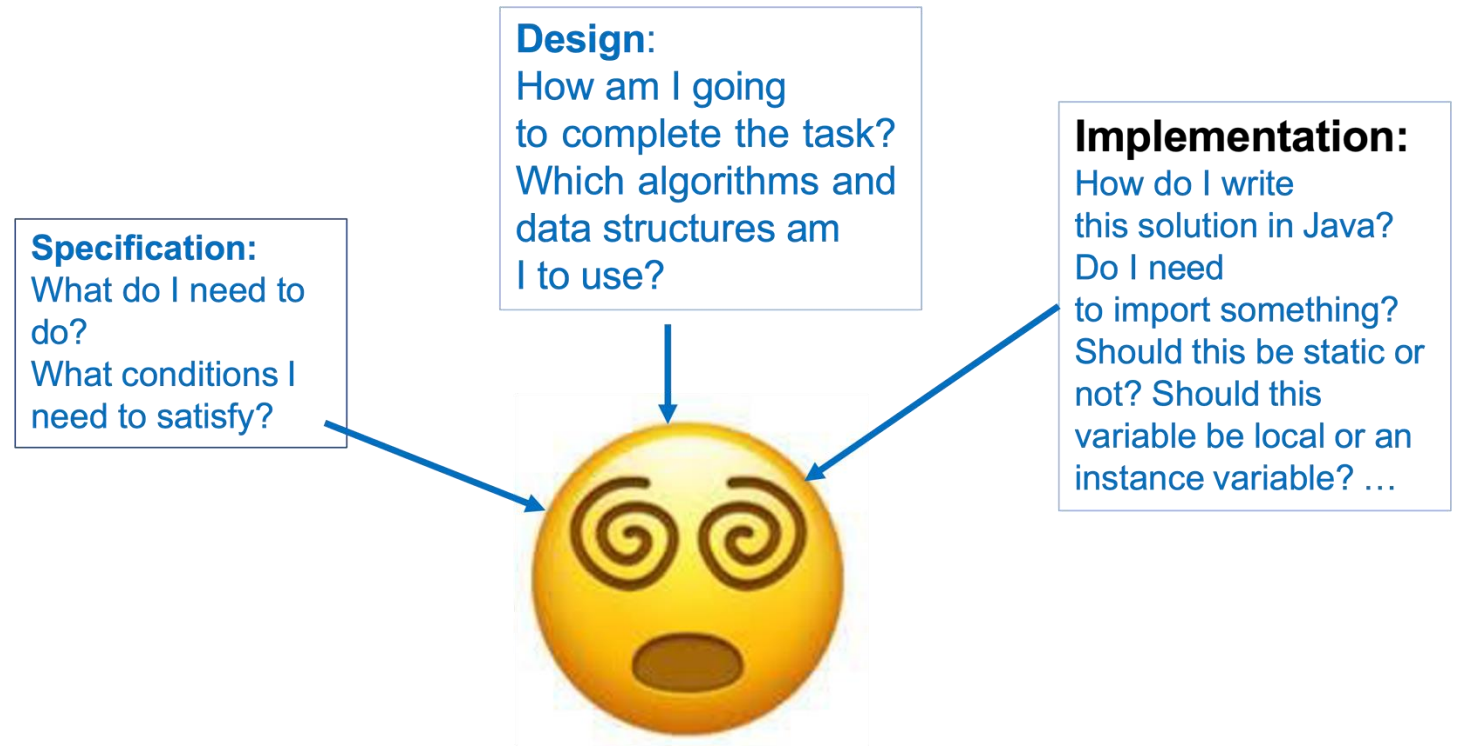 Specification:
What do I need to
do?
What conditions I
need to satisfy?
Design:
How am I going
to complete the task?
Which algorithms and
data structures am
I to use?
Implementation:
How do I write
this solution in Java?
Do I need
to import something?
Should this be static or
not? Should this
variable be local or an
instance variable? …